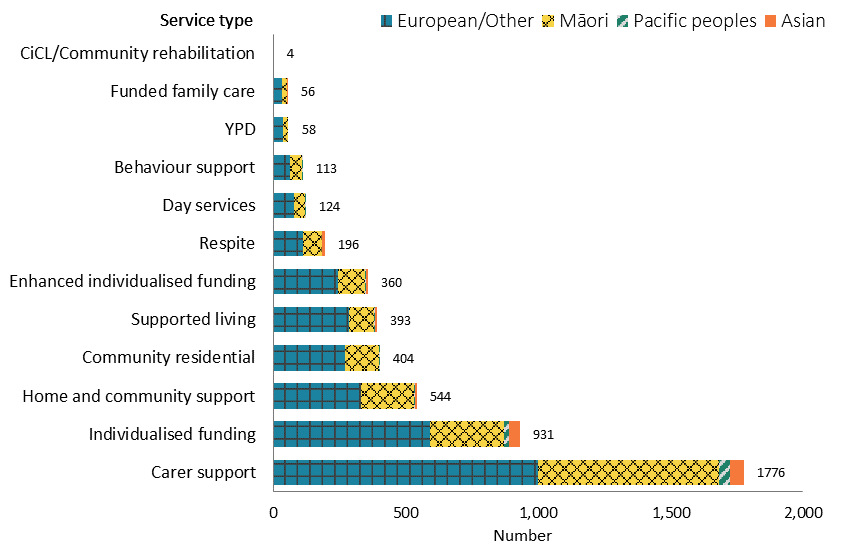 Service type
European/Other Māori Pacific peoples Asian
CiCL/Community rehabilitation 4
Funded family care 56
YPD 58
Behaviour support 113
Day services 124
Respite 196
Enhanced individualised funding 360
Supported living 393
Community residential 404
Home and community support 544
Individualised funding 931
Carer support 1776
0 500 1,000 1,500 2,000
Number